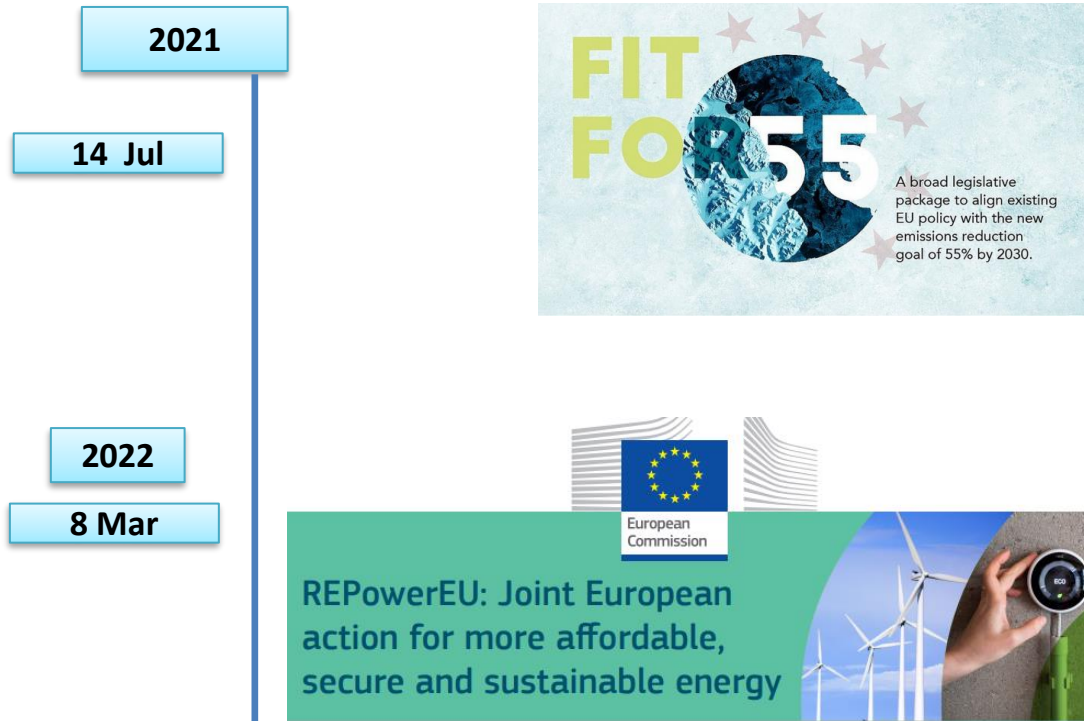 2021
14 Jul
FIT
FOR 55
A broad legislative
package to align existing
EU policy with the new
emissions reduction
goal of 55% by 2030.
2022
8 Mar
European
Commission
REPowerEU: Joint European
action for more affordable,
secure and sustainable energy
ECO